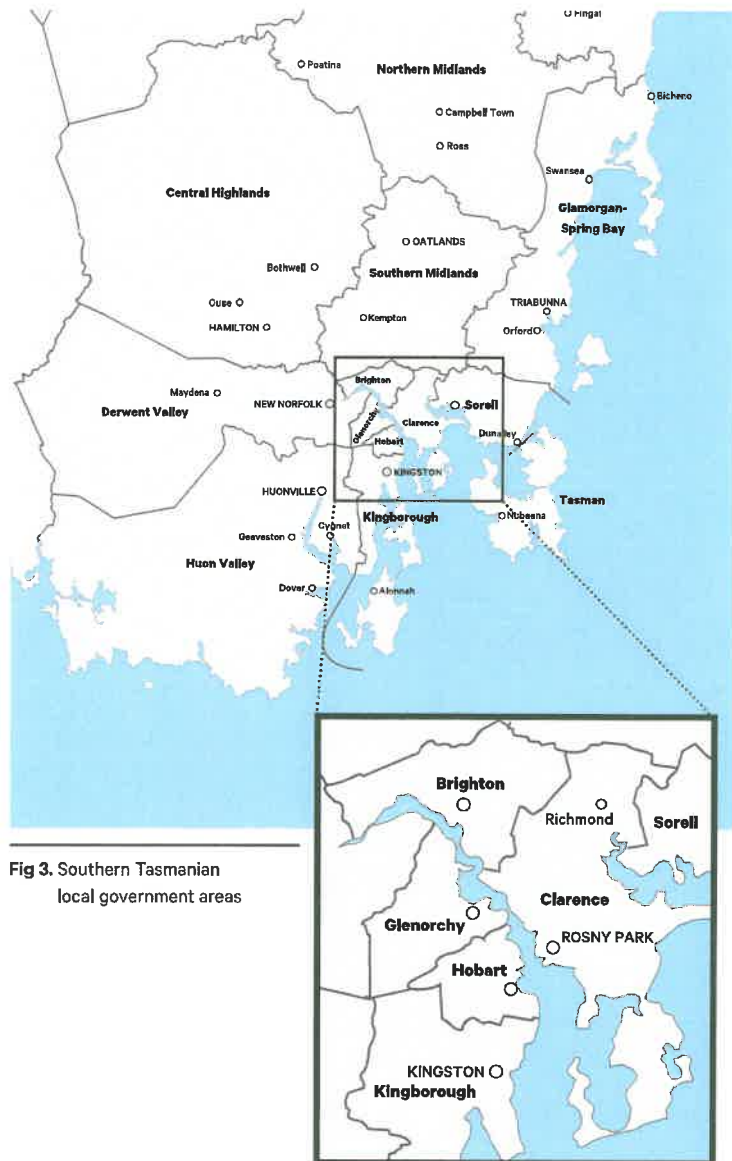 Fingal
Poatina
Northern Midlands
Bicheno
Campbell Town
Ross
Swansea
Central Highlands
Glamorgan-
Spring Bay
OATLANDS
Bothwell
Southern Midlands
Ouse
TRIABUNNA
Kempton
HAMILTON
Orford
Brighton
Maydena
NEW NORFOLK
Sorell
Derwent Valley
Glenorchy
Clarence
Hobart
Dunalley
KINGSTON
HUONVILLE
Tasman
Kingborough
Nubeena
Cygnet
Geeveston
Huon Valley
Dover
Alonnah
Brighton
Richmond
Sorell
Fig 3. Southern Tasmanian
local government areas
Clarence
Glenorchy
ROSNY PARK
Hobart
KINGSTON
Kingborough